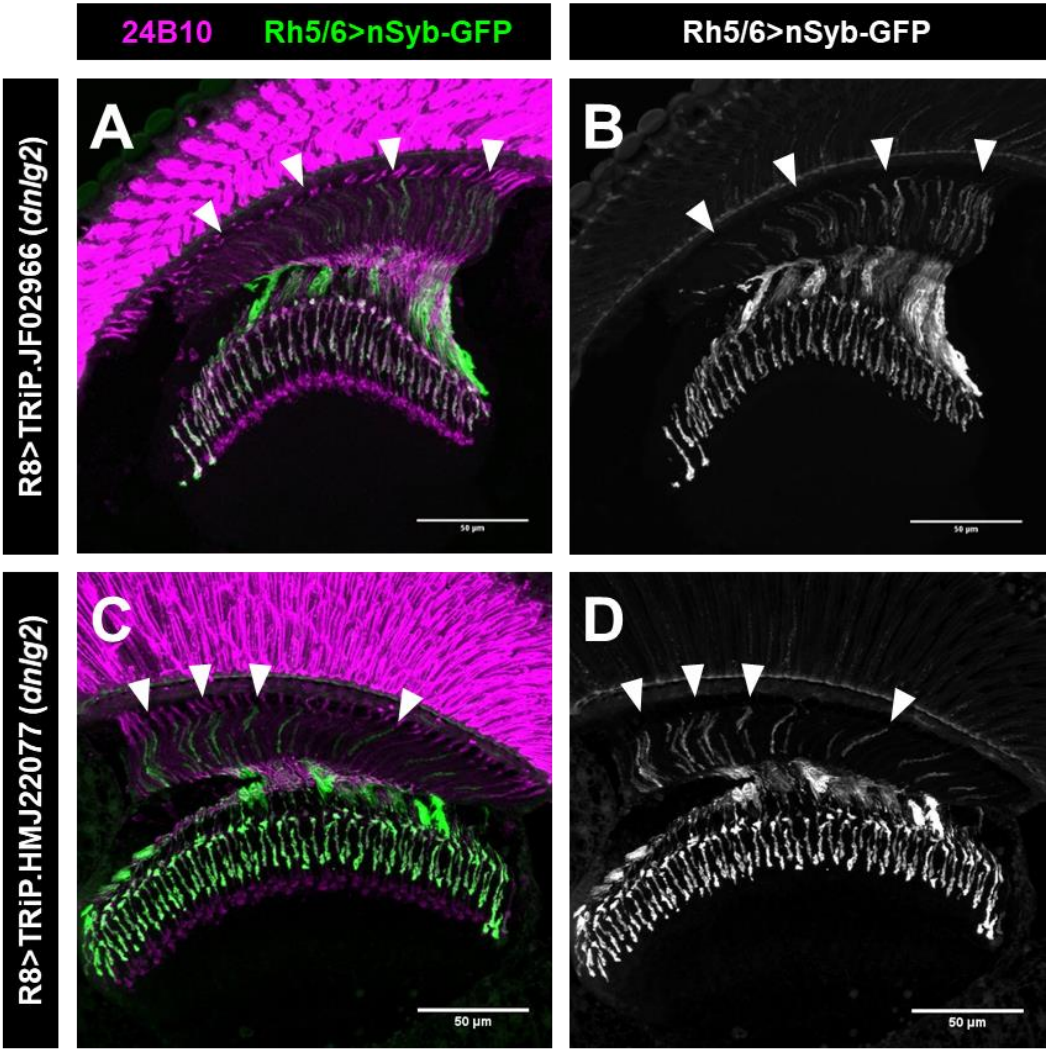 24B10 Rh5/6>nSyb-GFP
Rh5/6>nSyb-GFP
R8>TRiP.JF02966 (dnlg2)
A
B
50 µm
50 µm
R8>TRiP.HMJ22077 (dnlg2)
C
D
50 µm
50 µm